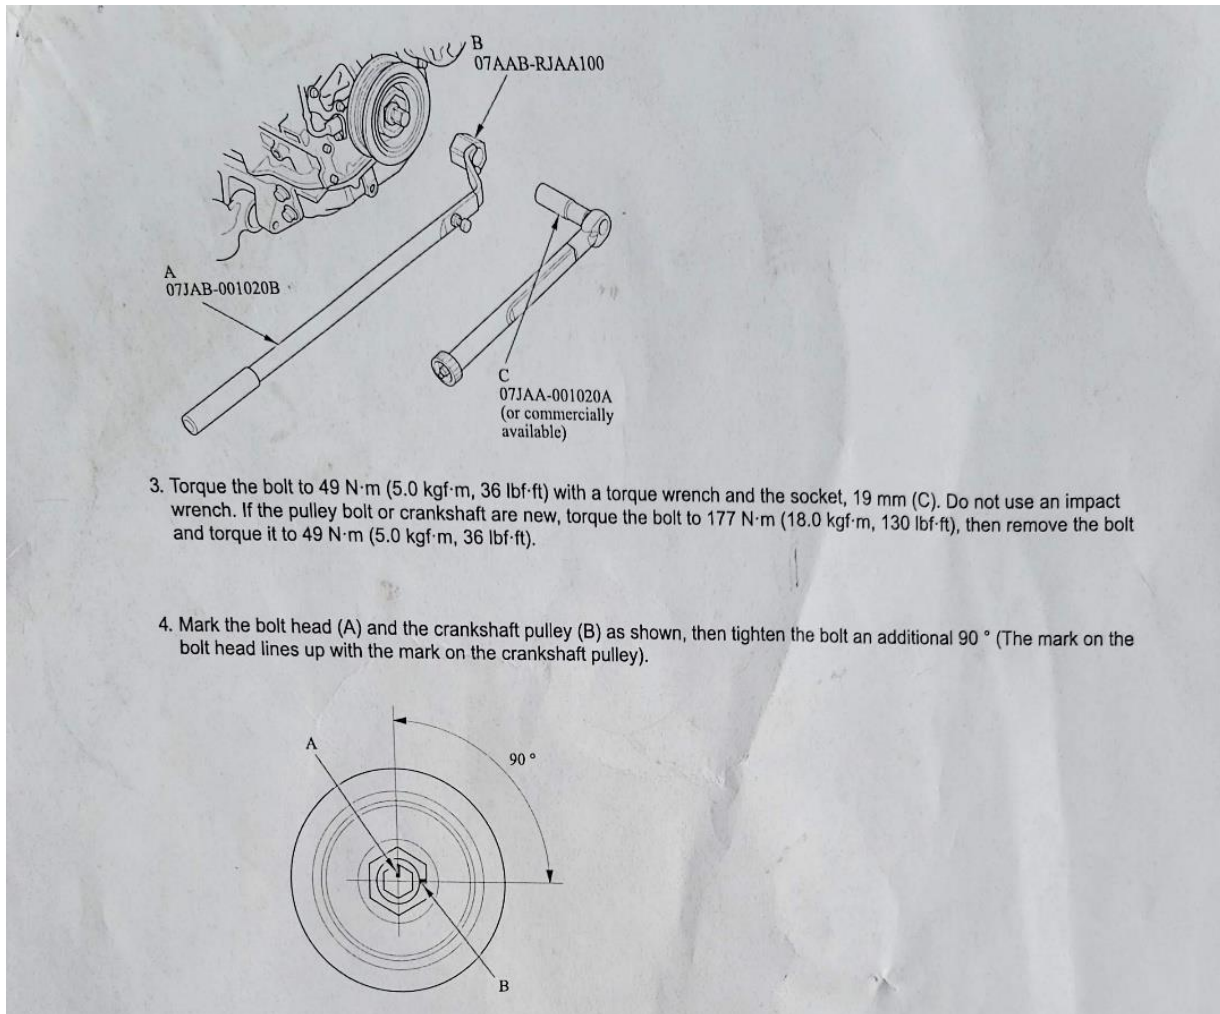 B
07AAB-RJAA100
A
07JAB-001020B
C
07JAA-001020A
(or commercially
available)
3. Torque the bolt to 49 N·m (5.0 kgf·m, 36 lbf·ft) with a torque wrench and the socket, 19 mm (C). Do not use an impact
wrench. If the pulley bolt or crankshaft are new, torque the bolt to 177 N·m (18.0 kgf·m, 130 lbf·ft), then remove the bolt
and torque it to 49 N·m (5.0 kgf·m, 36 lbf·ft).
4. Mark the bolt head (A) and the crankshaft pulley (B) as shown, then tighten the bolt an additional 90 ° (The mark on the
bolt head lines up with the mark on the crankshaft pulley).
A
90 °
B